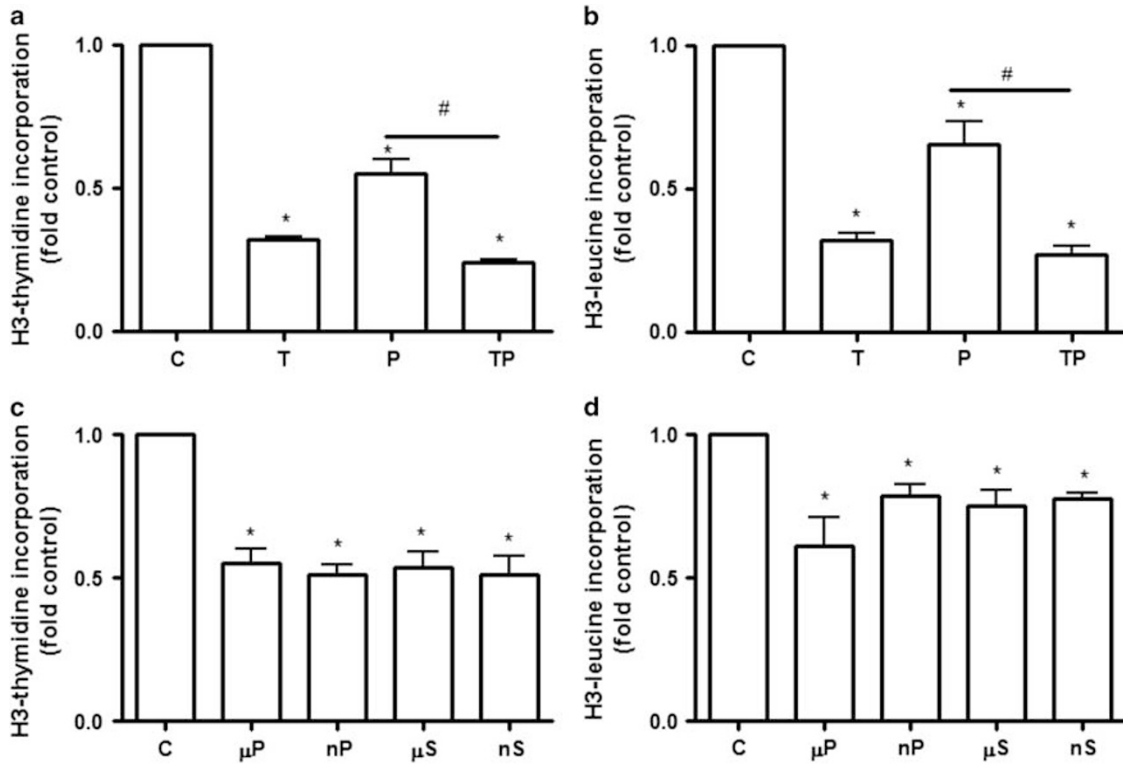 a
H3-thymidine incorporation
(fold control)
1.0
0.5
0.0
*
*
#
*
C T P TP
b
H3-leucine incorporation
(fold control)
1.0
0.5
0.0
*
*
#
*
C T P TP
c
H3-thymidine incorporation
(fold control)
1.0
0.5
0.0
* * * *
C μP nP μS nS
d
H3-leucine incorporation
(fold control)
1.0
0.5
0.0
* * * *
C μP nP μS nS